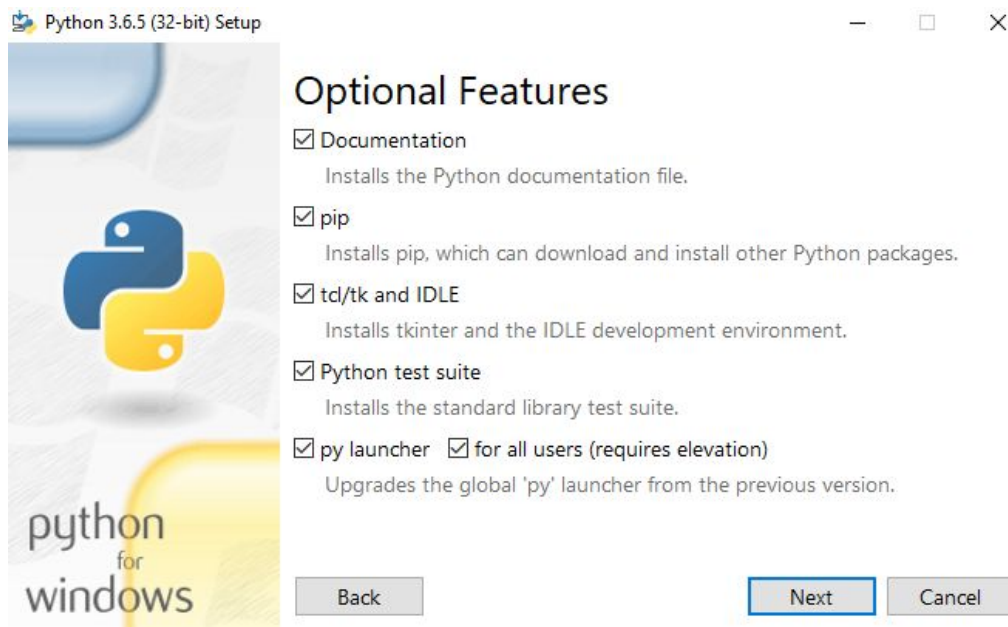 Python 3.6.5 (32-bit) Setup
Optional Features
Documentation
Installs the Python documentation file.
pip
Installs pip, which can download and install other Python packages.
tcl/tk and IDLE
Installs tkinter and the IDLE development environment.
Python test suite
Installs the standard library test suite.
py launcher for all users (requires elevation)
Upgrades the global 'py' launcher from the previous version.
python
for
windows
Back Next Cancel